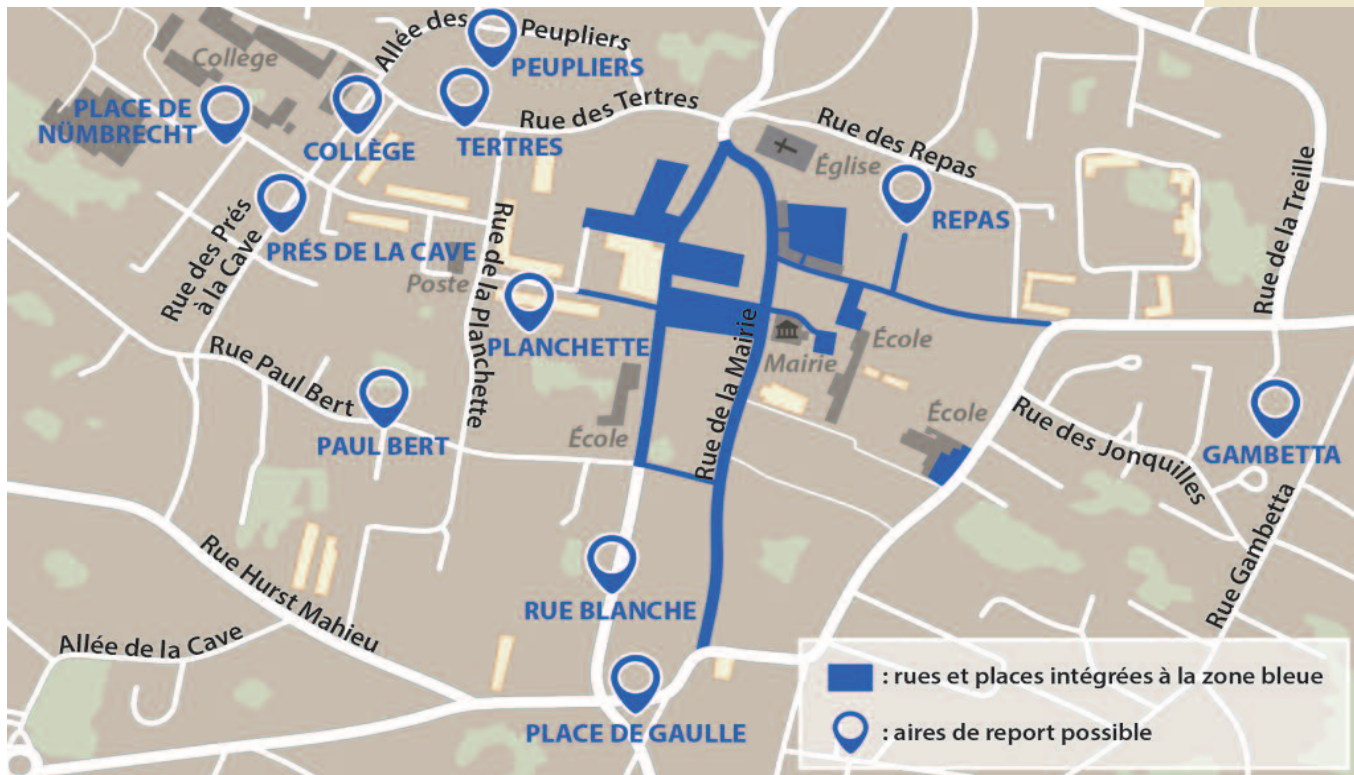 Allée des
Peupliers
PEUPLIERS
Collège
PLACE DE
NÜMBRECHT
COLLÈGE
TERTRES
Rue des Tertres
Rue des Repas
Église
REPAS
Rue de la Treille
PRÉS DE LA CAVE
Rue des Prés
à la Cave
Poste
Rue de la Planchette
PLANCHETTE
Rue de la Mairie
Mairie
École
Rue Paul Bert
PAUL BERT
École
École
Rue des Jonquilles
GAMBETTA
Rue Gambetta
Rue Hurst Mahieu
RUE BLANCHE
Allée de la Cave
PLACE DE GAULLE
: rues et places intégrées à la zone bleue
: aires de report possible